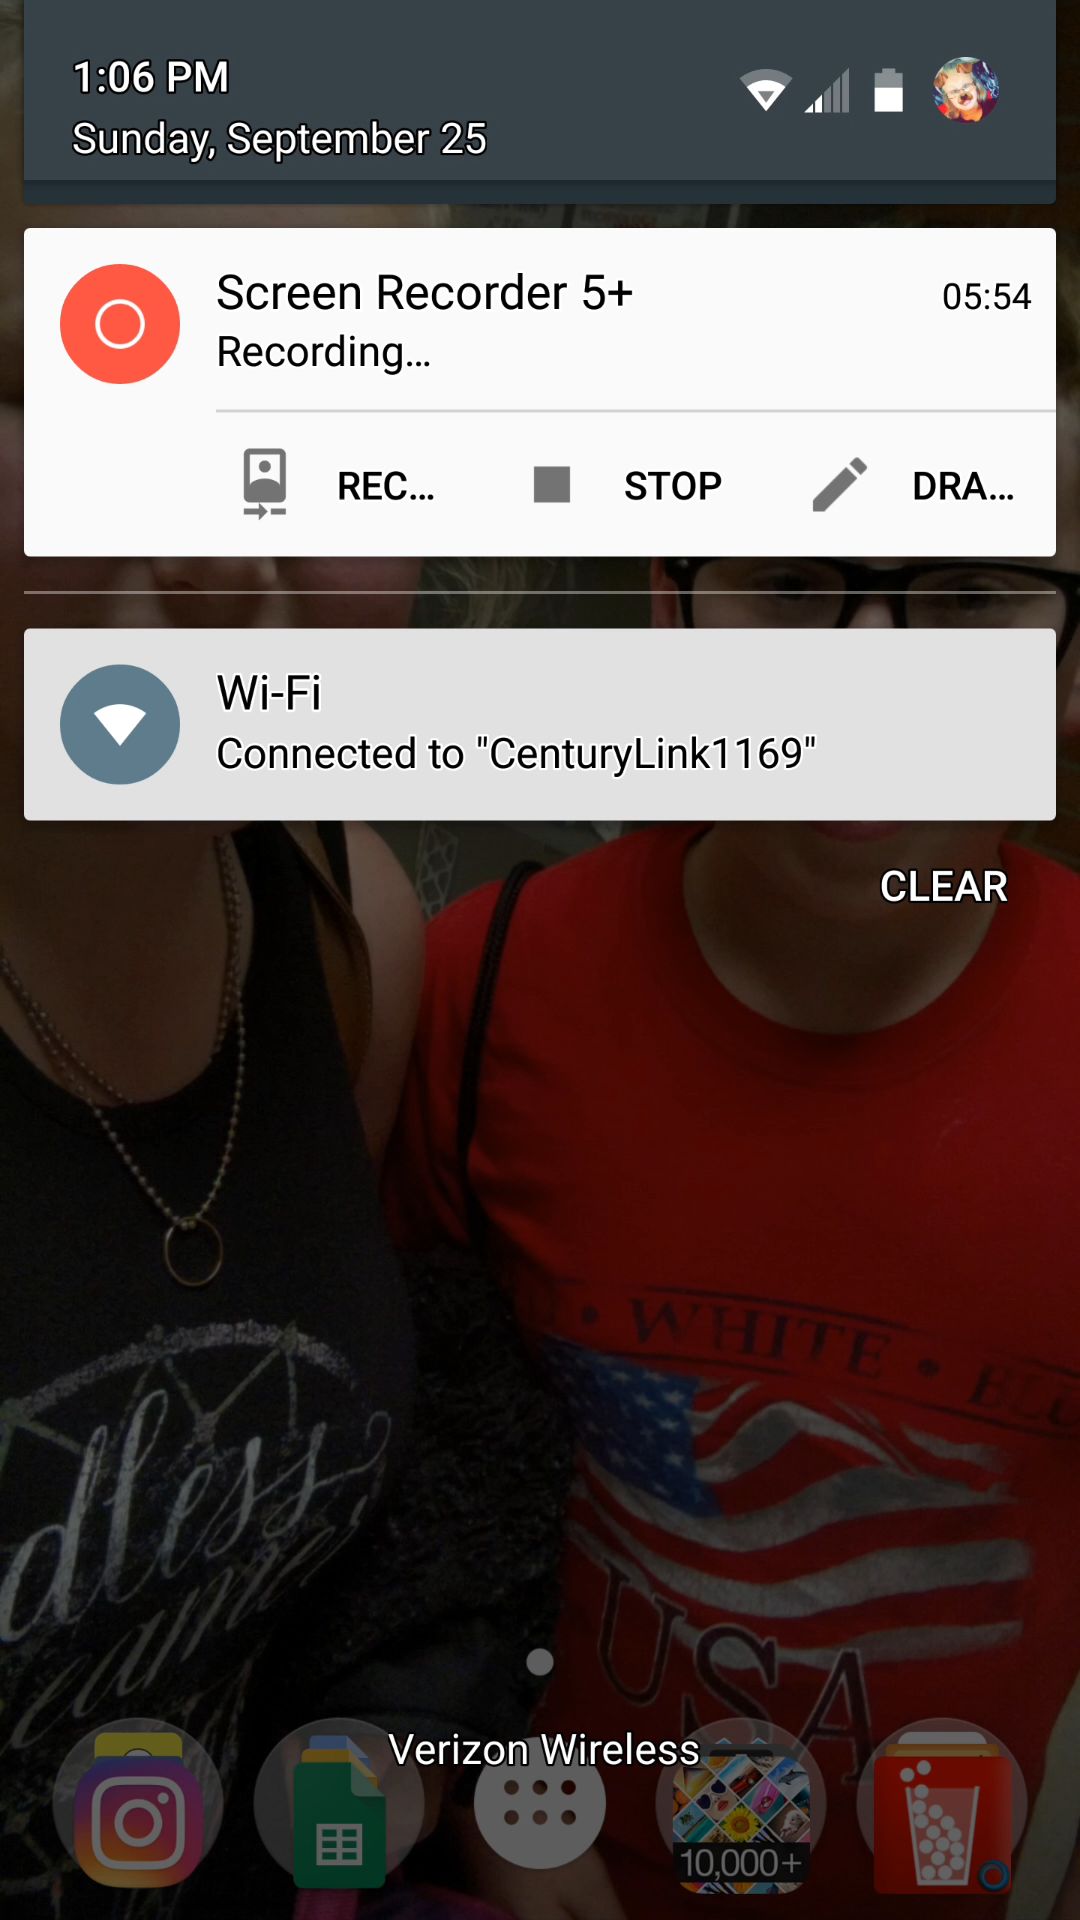 1:06 PM
Sunday, September 25
Screen Recorder 5+
05:54
Recording...
REC...
STOP
DRA...
Wi-Fi
Connected to "CenturyLink1169"
CLEAR
• WHITE •
dless
USA
Verizon Wireless
10,000+